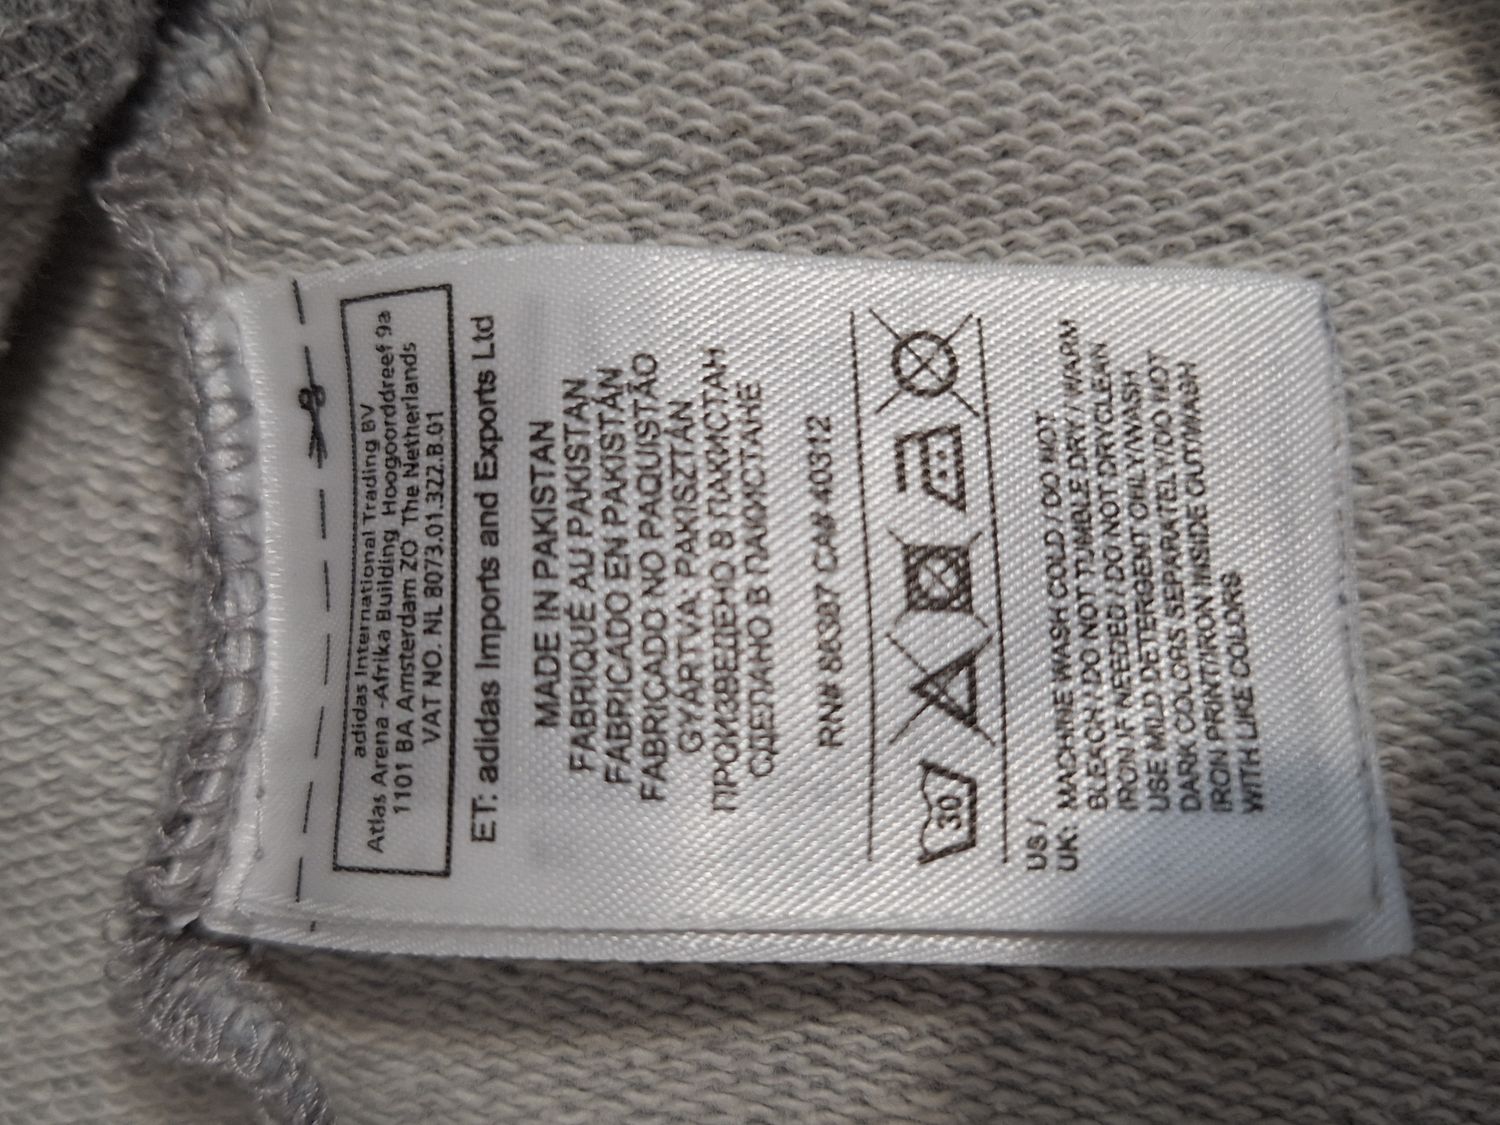 adidas International Trading BV
Atlas Arena -Afrika Building Hoogoorddreef 9a
1101 BA Amsterdam ZO The Netherlands
VAT NO. NL 8073.01.322.B.01
ET: adidas Imports and Exports Ltd
MADE IN PAKISTAN
FABRIQUÉ AU PAKISTAN
FABRICADO EN PAKISTÁN
FABRICADO NO PAQUISTÃO
GYÁRTVA. PAKISZTÁN
ПРОИЗВЕДЕНО В ПАКИСТАН
СДЕЛАНО В ПАКИСТАНЕ
RN# 88387 CA# 40312
30
US /
UK: MACHINE WASH COLD / DO NOT
BLEACH / DO NOT TUMBLE DRY / WARM
IRON IF NEEDED / DO NOT DRYCLEAN
USE MILD DETERGENT ONLY/WASH
DARK COLORS SEPARATELY/DO NOT
IRON PRINT/IRON INSIDE OUT/WASH
WITH LIKE COLORS